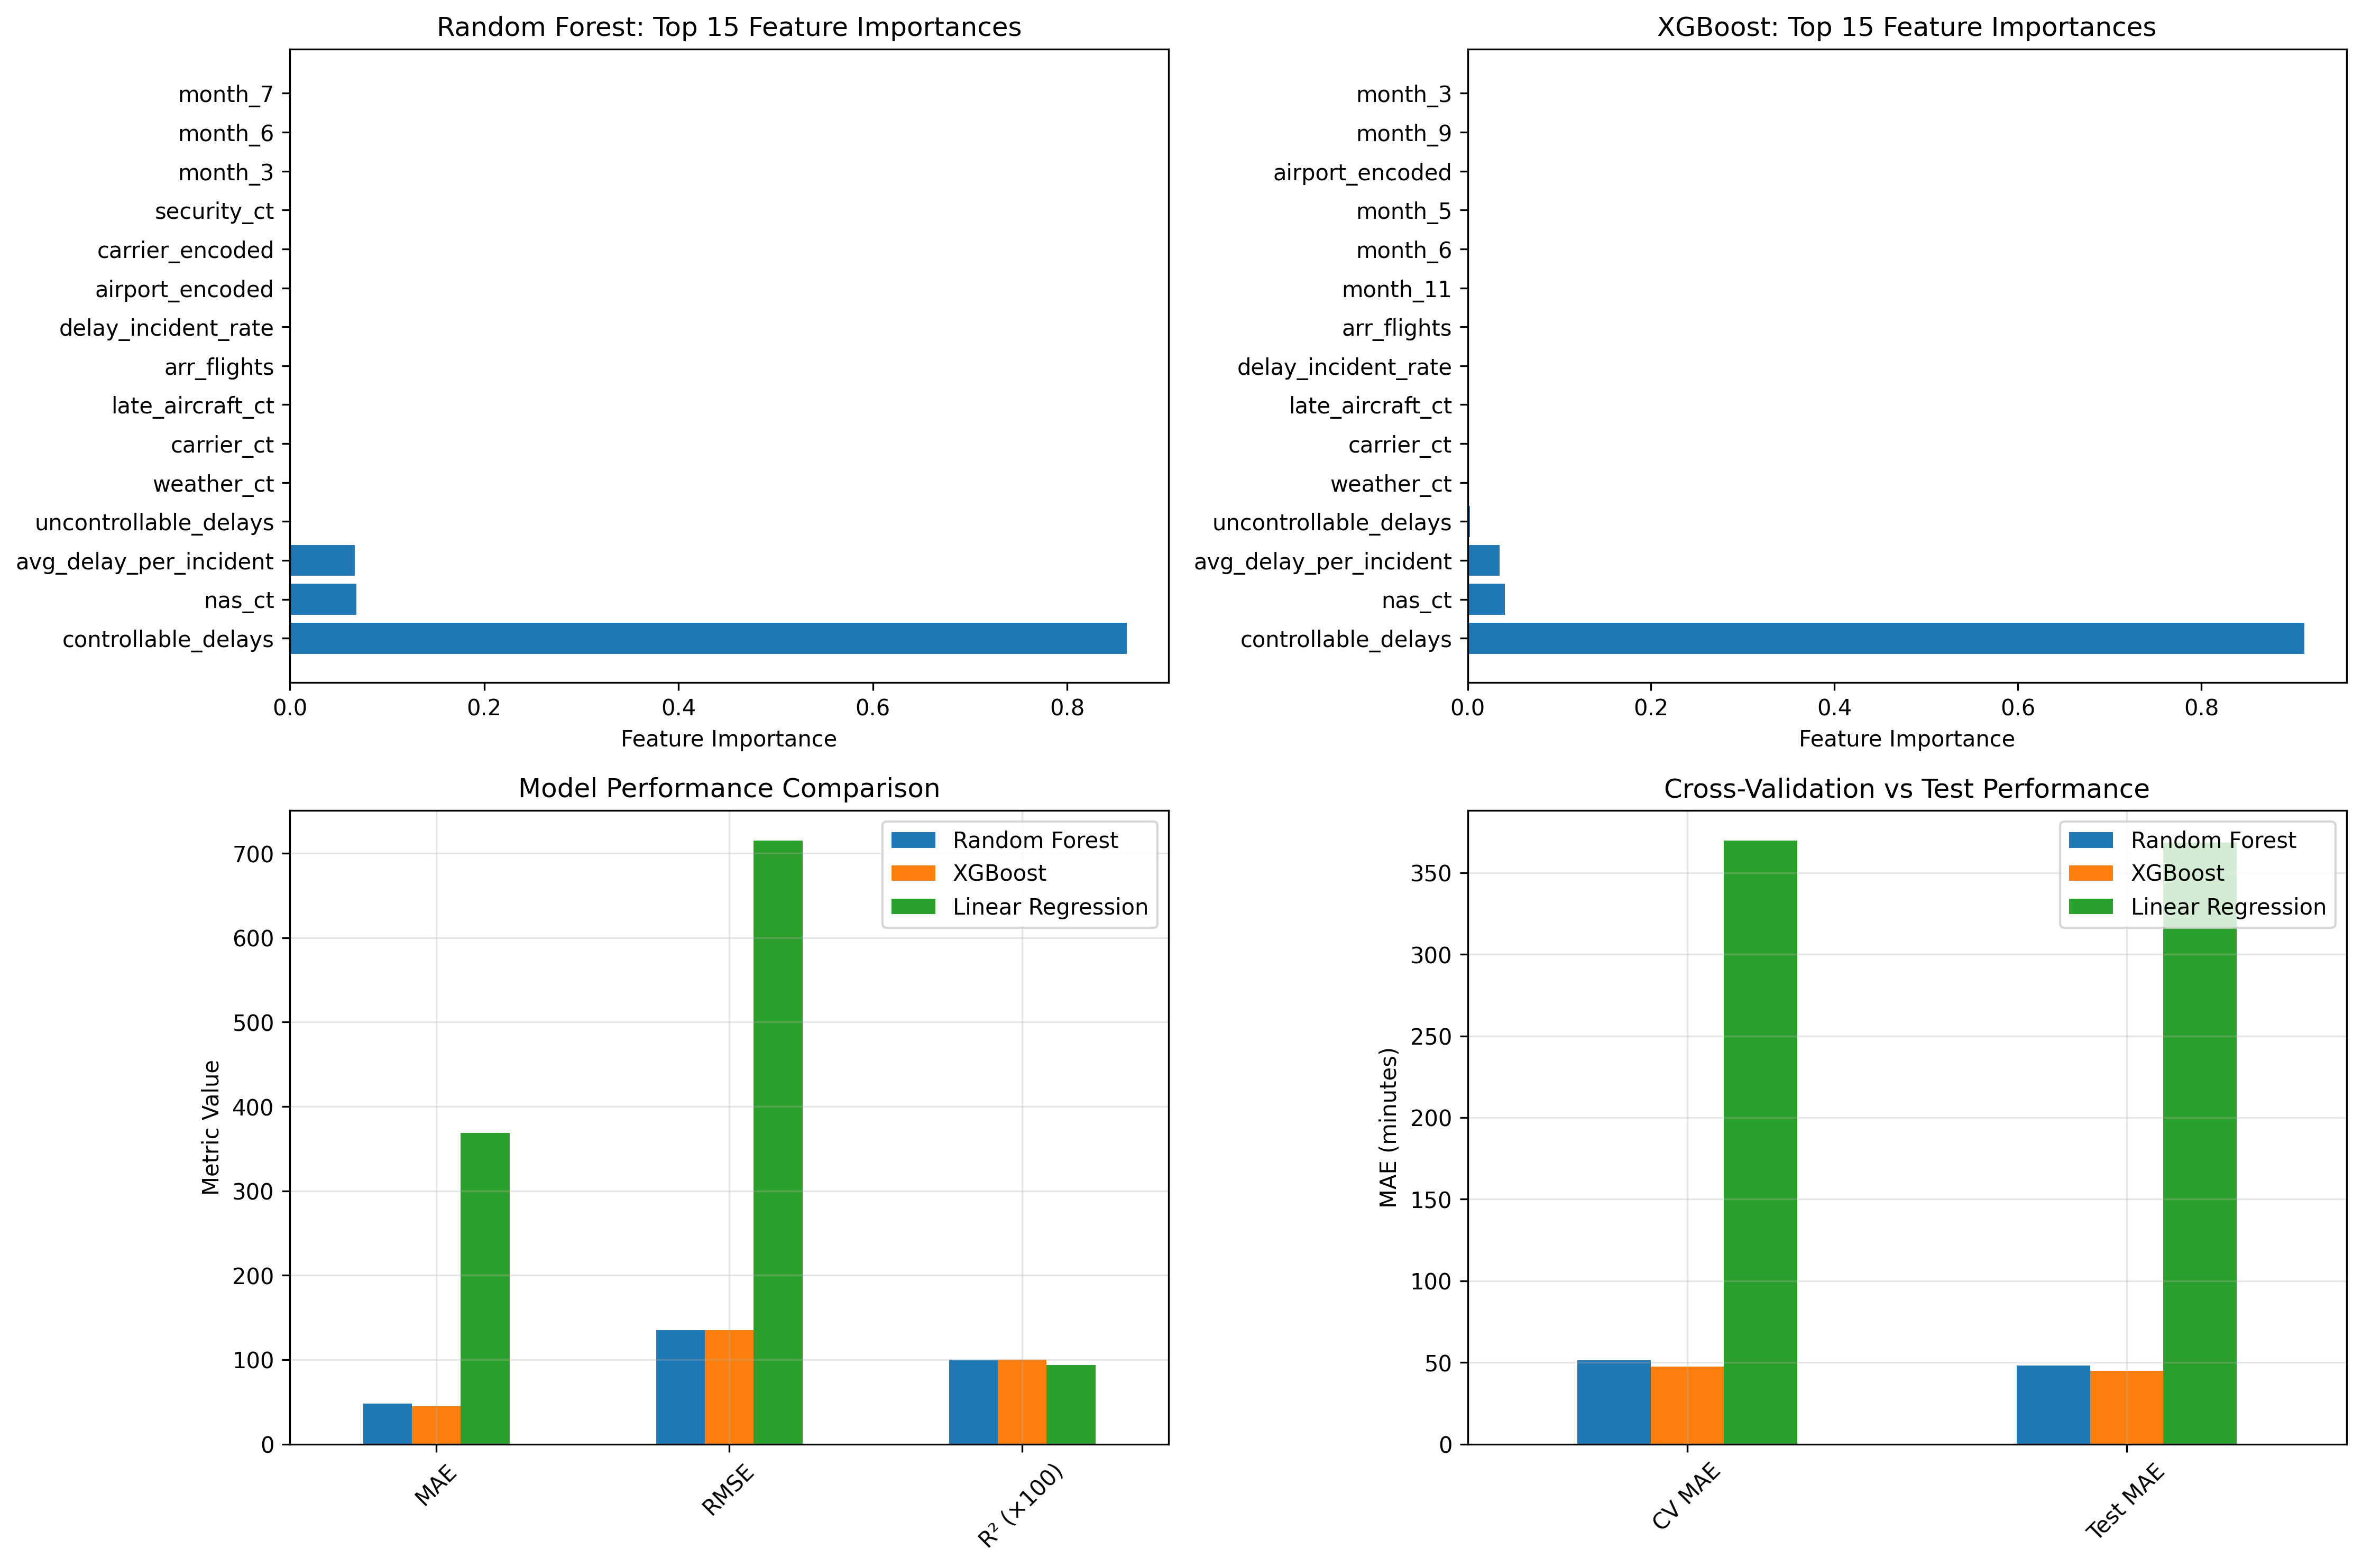 Random Forest: Top 15 Feature Importances
month_7
month_6
month_3
security_ct
carrier_encoded
airport_encoded
delay_incident_rate
arr_flights
late_aircraft_ct
carrier_ct
weather_ct
uncontrollable_delays
avg_delay_per_incident
nas_ct
controllable_delays
0.0 0.2 0.4 0.6 0.8
Feature Importance
XGBoost: Top 15 Feature Importances
month_3
month_9
airport_encoded
month_5
month_6
month_11
arr_flights
delay_incident_rate
late_aircraft_ct
carrier_ct
weather_ct
uncontrollable_delays
avg_delay_per_incident
nas_ct
controllable_delays
0.0 0.2 0.4 0.6 0.8
Feature Importance
Model Performance Comparison
Random Forest
XGBoost
Linear Regression
700
600
500
400
300
200
100
0
Metric Value
MAE
RMSE
R² (×100)
Cross-Validation vs Test Performance
Random Forest
XGBoost
Linear Regression
350
300
250
200
150
100
50
0
MAE (minutes)
CV MAE
Test MAE